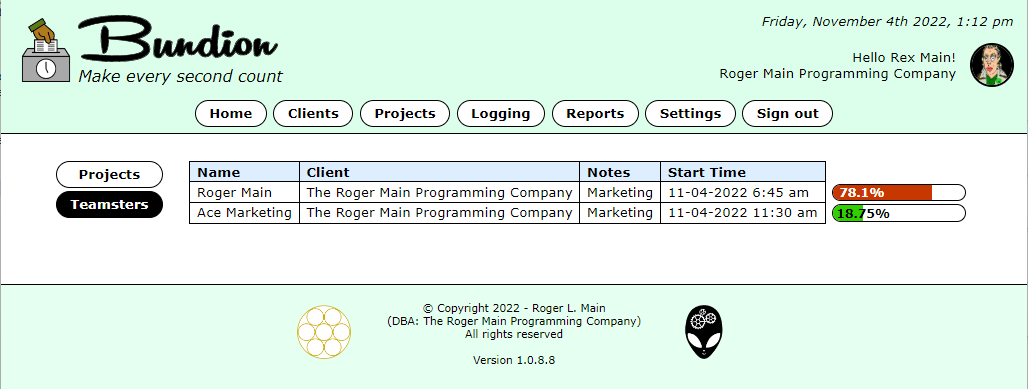 Friday, November 4th 2022, 1:12 pm
Bundion
Make every second count
Hello Rex Main!
Roger Main Programming Company
Home Clients Projects Logging Reports Settings Sign out
Projects
Teamsters
Name Client Notes Start Time
Roger Main The Roger Main Programming Company Marketing 11-04-2022 6:45 am 78.1%
Ace Marketing The Roger Main Programming Company Marketing 11-04-2022 11:30 am 18.75%
© Copyright 2022 - Roger L. Main
(DBA: The Roger Main Programming Company)
All rights reserved
Version 1.0.8.8